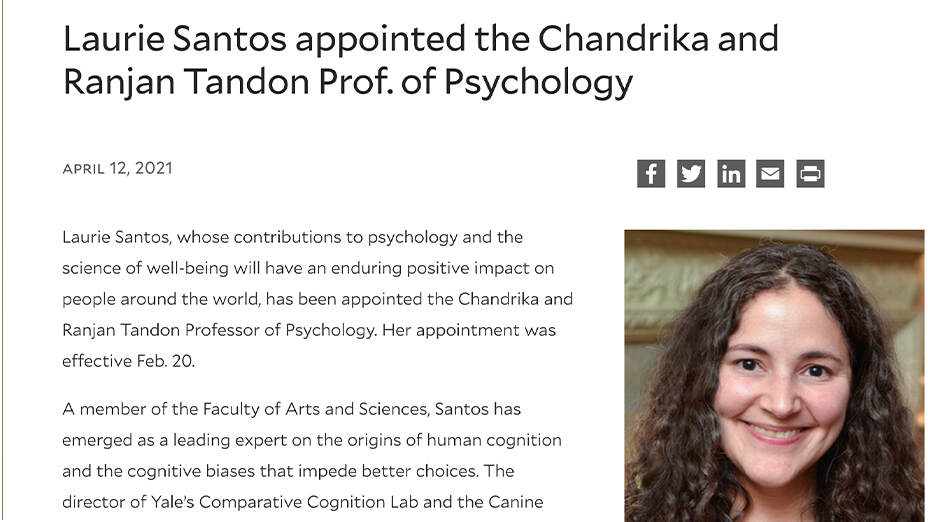 Laurie Santos appointed the Chandrika and
Ranjan Tandon Prof. of Psychology
APRIL 12, 2021
Laurie Santos, whose contributions to psychology and the
science of well-being will have an enduring positive impact on
people around the world, has been appointed the Chandrika and
Ranjan Tandon Professor of Psychology. Her appointment was
effective Feb. 20.
A member of the Faculty of Arts and Sciences, Santos has
emerged as a leading expert on the origins of human cognition
and the cognitive biases that impede better choices. The
director of Yale’s Comparative Cognition Lab and the Canine